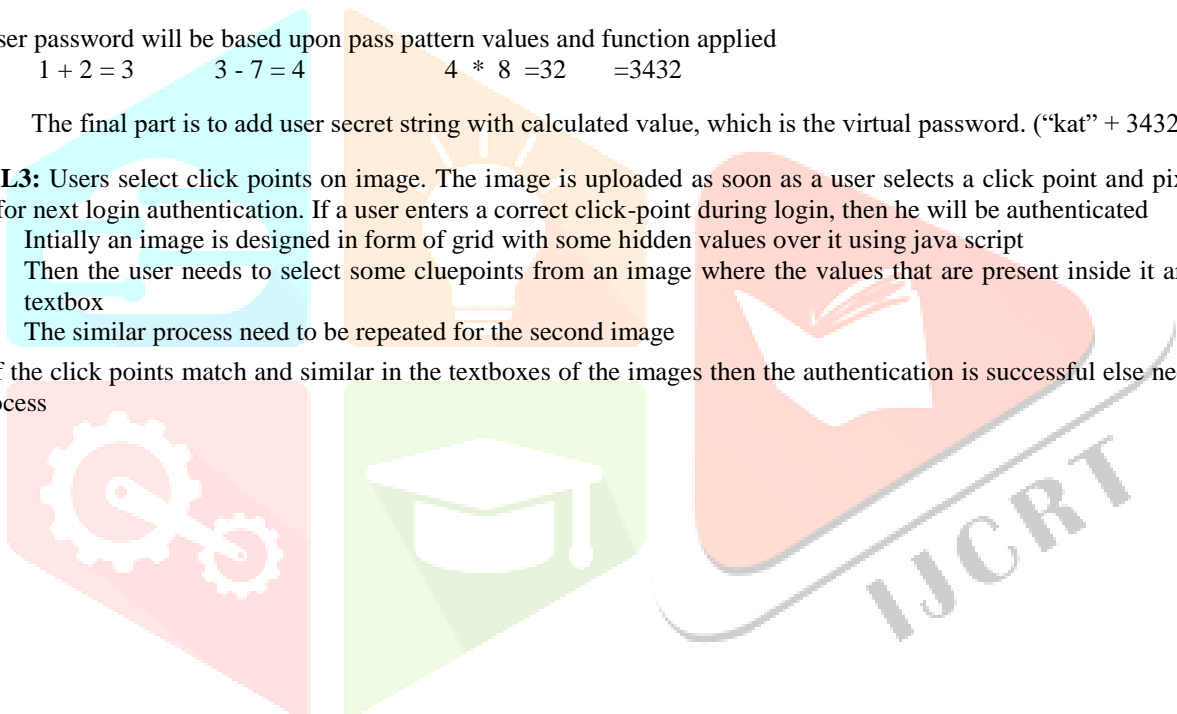 ser password will be based upon pass pattern values and function applied
1 + 2 = 3 3 - 7 = 4 4 * 8 =32 =3432
The final part is to add user secret string with calculated value, which is the virtual password. (“kat” + 3432
L3: Users select click points on image. The image is uploaded as soon as a user selects a click point and pix
for next login authentication. If a user enters a correct click-point during login, then he will be authenticated
Intially an image is designed in form of grid with some hidden values over it using java script
Then the user needs to select some cluepoints from an image where the values that are present inside it a
textbox
The similar process need to be repeated for the second image
f the click points match and similar in the textboxes of the images then the authentication is successful else ne
ocess
IJCRT